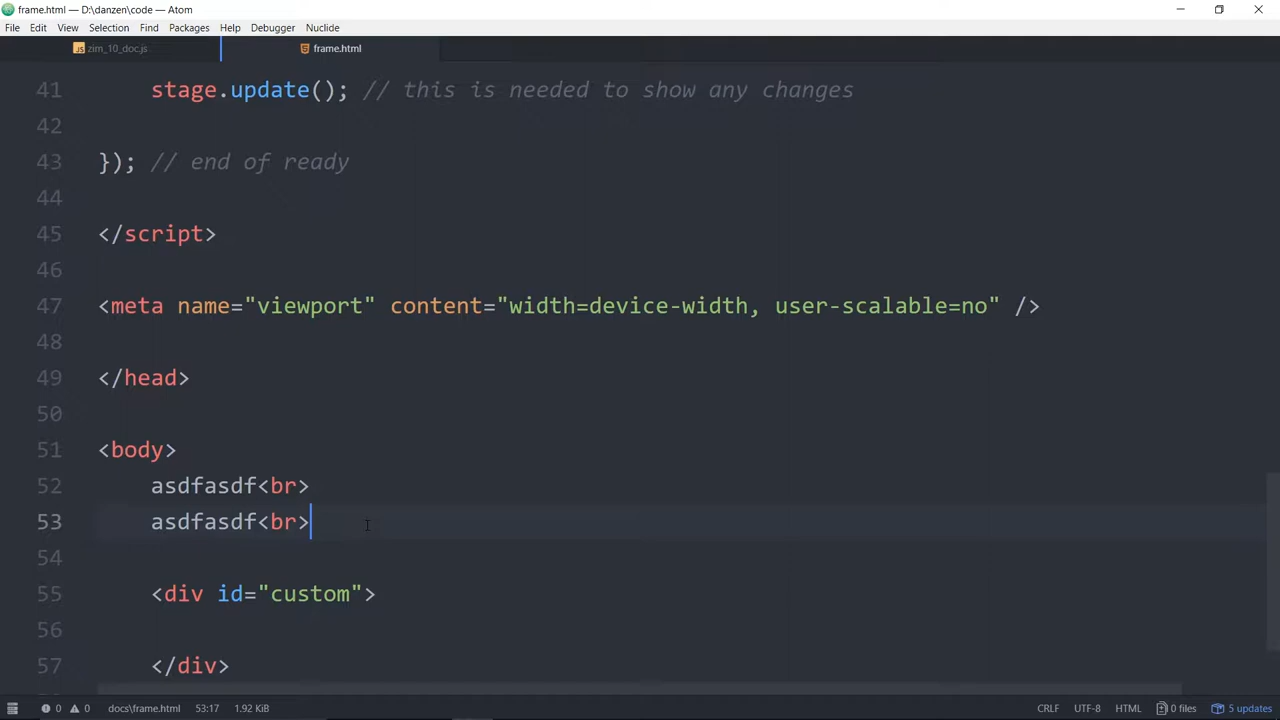 frame.html — D:\danzen\code — Atom
File Edit View Selection Find Packages Help Debugger Nuclide
JS zim_10_doc.js
frame.html
41 stage.update(); // this is needed to show any changes
42
43 }); // end of ready
44
45 </script>
46
47 <meta name="viewport" content="width=device-width, user-scalable=no" />
48
49 </head>
50
51 <body>
52 asdfasdf<br>
53 asdfasdf<br>
54
55 <div id="custom">
56
57 </div>
0 0 docs\frame.html 53:17 1.92 KiB CRLF UTF-8 HTML 0 files 5 updates